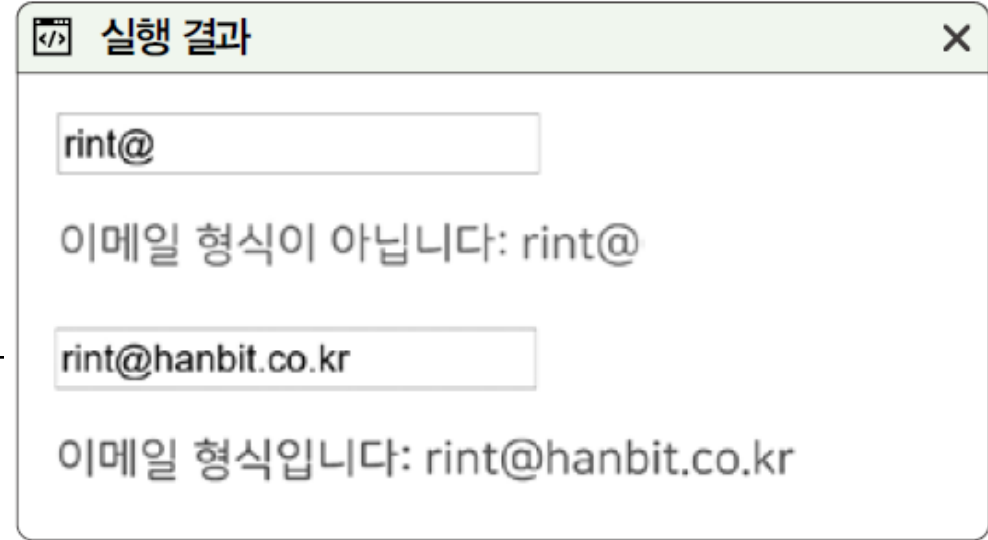 실행 결과
rint@
이메일 형식이 아닙니다: rint@
rint@hanbit.co.kr
이메일 형식입니다: rint@hanbit.co.kr